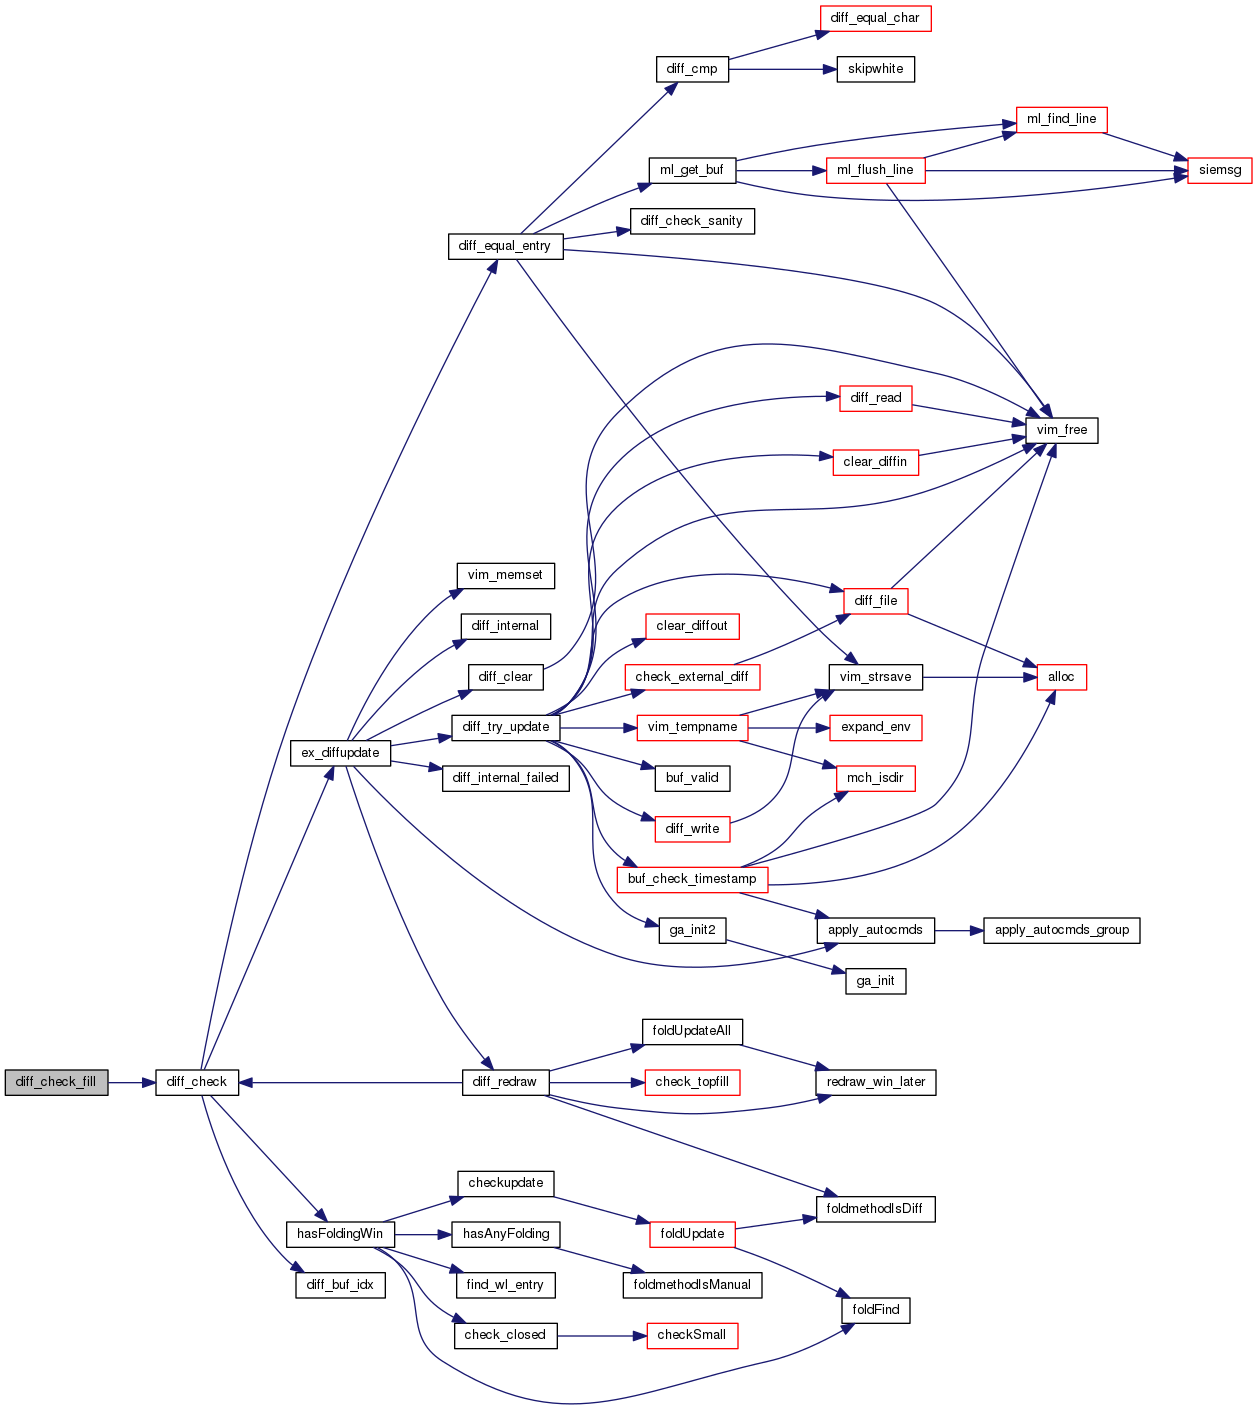 diff_equal_char
diff_cmp
skipwhite
ml_find_line
ml_get_buf
ml_flush_line
siemsg
diff_check_sanity
diff_equal_entry
diff_read
vim_free
clear_diffin
vim_memset
diff_file
diff_internal
clear_diffout
diff_clear
check_external_diff
vim_strsave
alloc
diff_try_update
vim_tempname
expand_env
ex_diffupdate
diff_internal_failed
buf_valid
mch_isdir
diff_write
buf_check_timestamp
ga_init2
apply_autocmds
apply_autocmds_group
ga_init
foldUpdateAll
diff_check_fill
diff_check
diff_redraw
check_topfill
redraw_win_later
checkupdate
foldmethodIsDiff
hasFoldingWin
hasAnyFolding
foldUpdate
diff_buf_idx
find_wl_entry
foldmethodIsManual
foldFind
check_closed
checkSmall